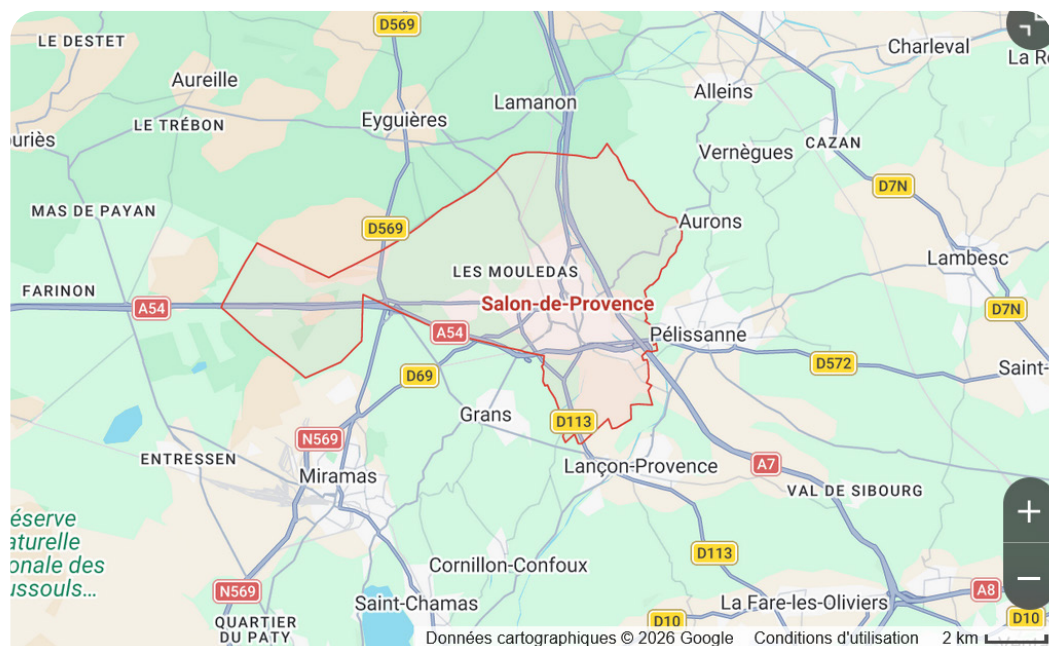 D569
LE DESTET
Charleval
La R
Aureille
Alleins
Lamanon
Eyguières
LE TRÉBON
ouriès
CAZAN
Vernègues
D7N
MAS DE PAYAN
Aurons
D569
Lambesc
LES MOULEDAS
FARINON
Salon-de-Provence
A54
D7N
A54
Pélissanne
D572
Saint-
D69
Grans
D113
N569
ENTRESSEN
Miramas
Lançon-Provence
A7
VAL DE SIBOURG
éserve
aturelle
onale des
ussouls...
+
D113
Cornillon-Confoux
−
N569
A8
Saint-Chamas
La Fare-les-Oliviers
D10
D10
QUARTIER
DU PATY
Données cartographiques © 2026 Google Conditions d'utilisation 2 km